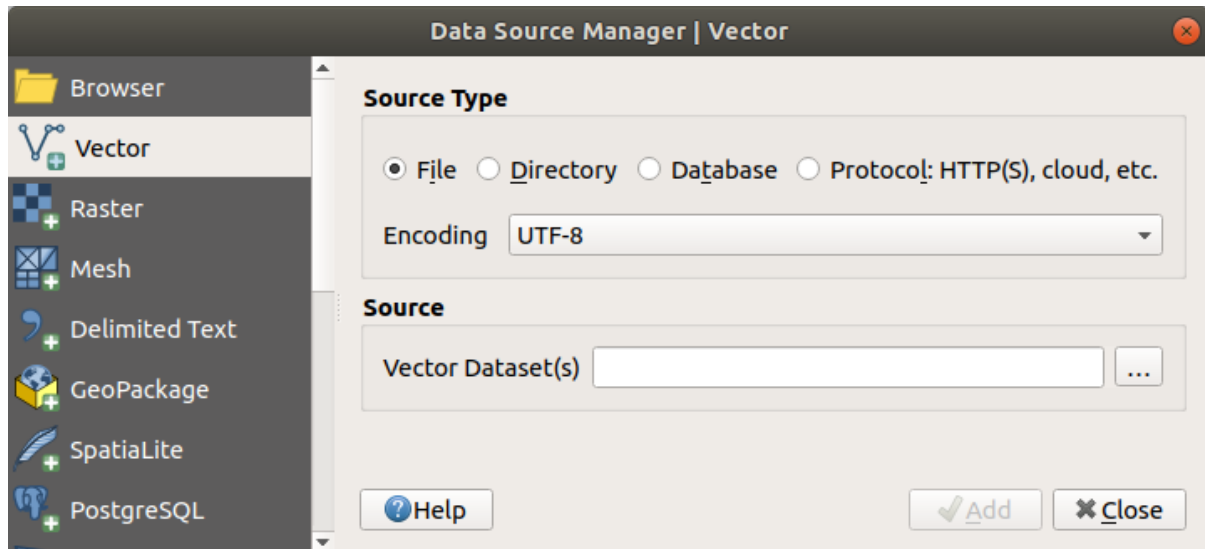 Data Source Manager | Vector
Browser
Vector
Raster
Mesh
Delimited Text
GeoPackage
SpatiaLite
PostgreSQL
Source Type
File Directory Database Protocol: HTTP(S), cloud, etc.
Encoding UTF-8
Source
Vector Dataset(s) ...
Help Add Close